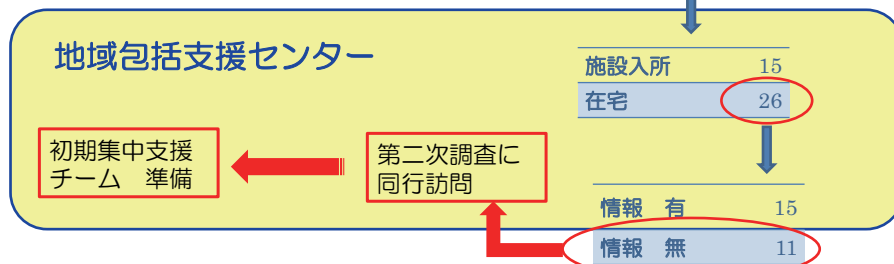 地域包括支援センター
施設入所 15
在宅 26
初期集中支援
チーム 準備
第二次調査に
同行訪問
情報 有 15
情報 無 11